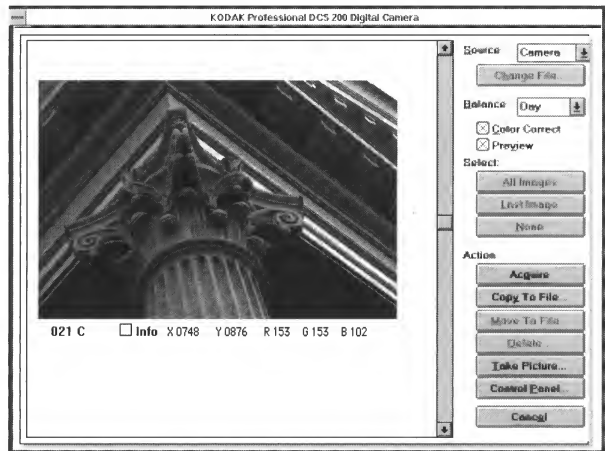 KODAK Professional DCS 200 Digital Camera
Source Camera
Change File...
Balance Day
Color Correct
Preview
Select:
All Images
Last Image
None
Action
Acquire
Copy To File...
Move To File
Delete...
Take Picture...
Control Panel...
Cancel
021 C Info X 0748 Y 0876 R 153 G 153 B 102